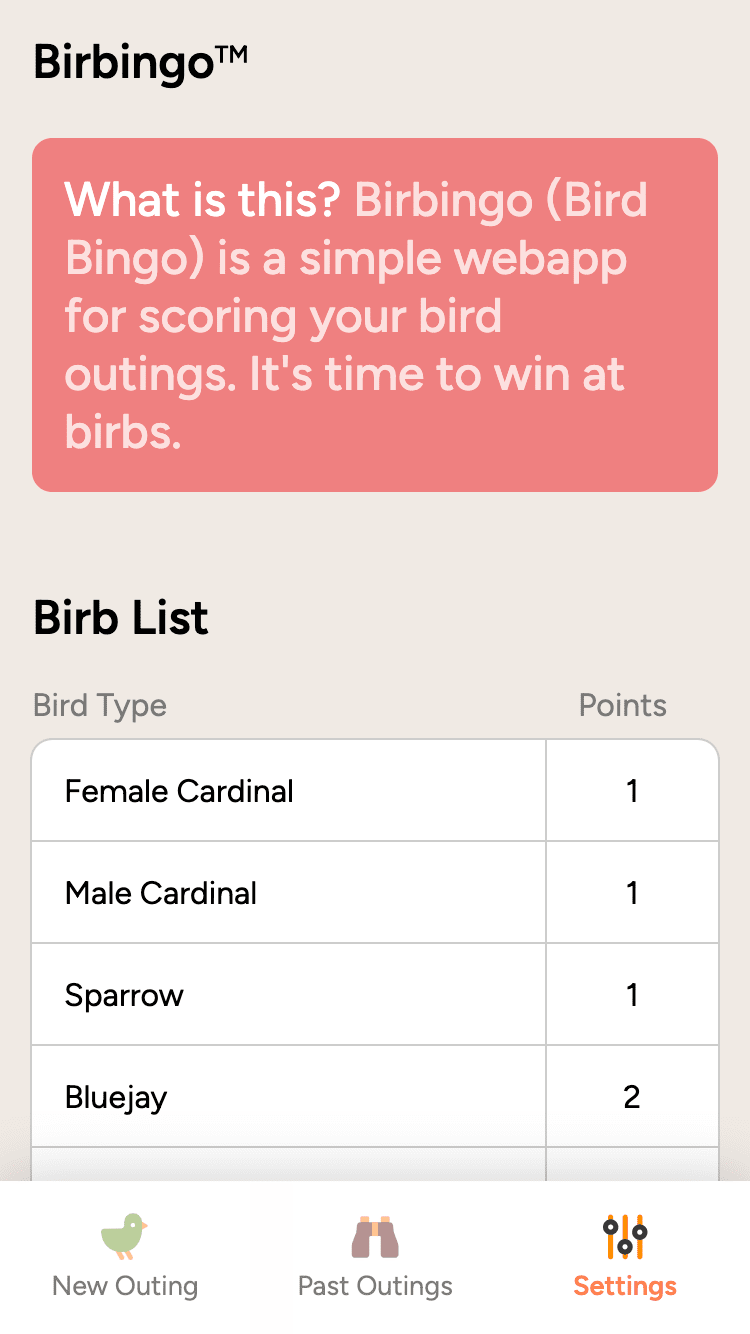 Birbingo™
What is this? Birbingo (Bird
Bingo) is a simple webapp
for scoring your bird
outings. It's time to win at
birbs.
Birb List
Bird Type Points
Female Cardinal 1
Male Cardinal 1
Sparrow 1
Bluejay 2
New Outing Past Outings Settings